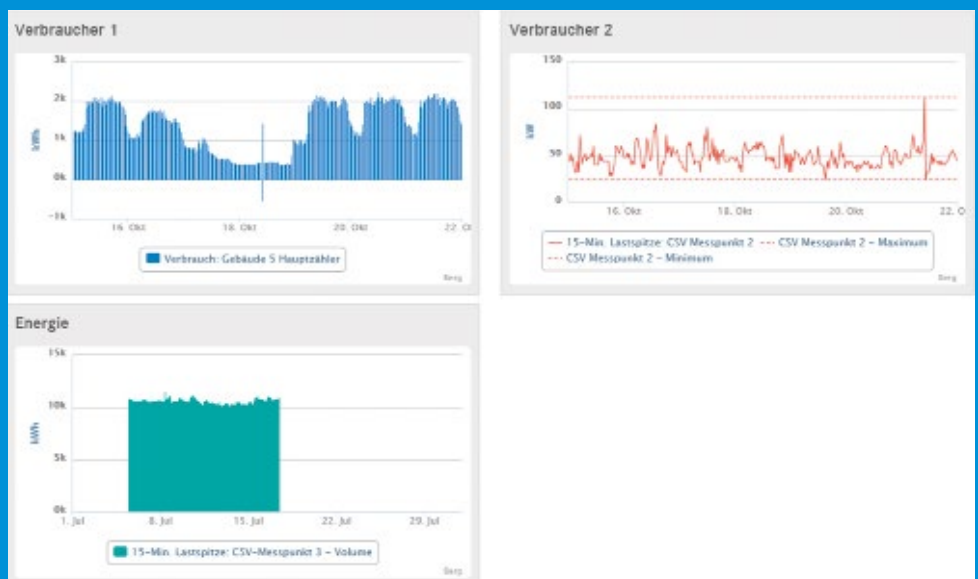 Verbraucher 1
3k
2k
1k
0k
-1k
kWh
16. Okt
18. Okt
20. Okt
22. O
Verbrauch: Gebäude 5 Hauptzähler
Berg
Verbraucher 2
150
100
50
0
kW
16. Okt
18. Okt
20. Okt
22. O
15-Min. Lastspitze: CSV Messpunkt 2
CSV Messpunkt 2 - Maximum
CSV Messpunkt 2 - Minimum
Berg
Energie
15k
10k
5k
0k
kWh
1. Jul
8. Jul
15. Jul
22. Jul
29. Jul
15-Min. Lastspitze: CSV-Messpunkt 3 - Volume
Berg